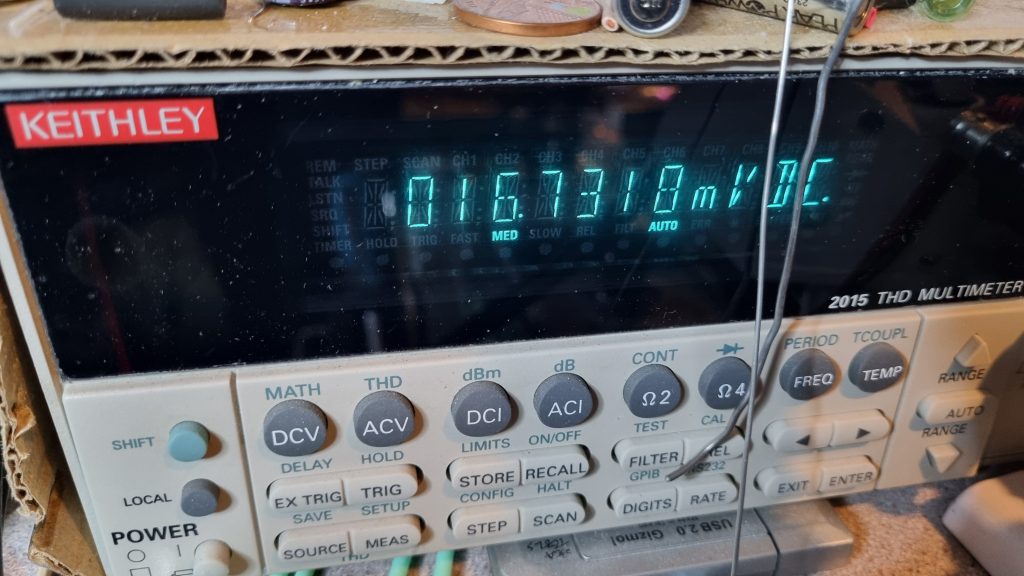 KEITHLEY
REM STEP SCAN CH1 CH2 CH3 CH4 CH5 CH6 CH7
TALK
LSTN
SRQ
SHIFT
TIMER HOLD TRIG FAST MED SLOW REL FILT AUTO ERR
016.7318mVDC
2015 THD MULTIMETER
MATH THD dBm dB CONT PERIOD TCOUPL
DCV ACV DCI ACI Ω2 Ω4 FREQ TEMP
RANGE
SHIFT
DELAY HOLD LIMITS ON/OFF TEST CAL
EX TRIG TRIG STORE RECALL FILTER REL
AUTO
RANGE
LOCAL
SAVE SETUP CONFIG HALT GPIB RS232
SOURCE MEAS STEP SCAN DIGITS RATE EXIT ENTER
POWER
THD
USB 2.0 Gizmo!